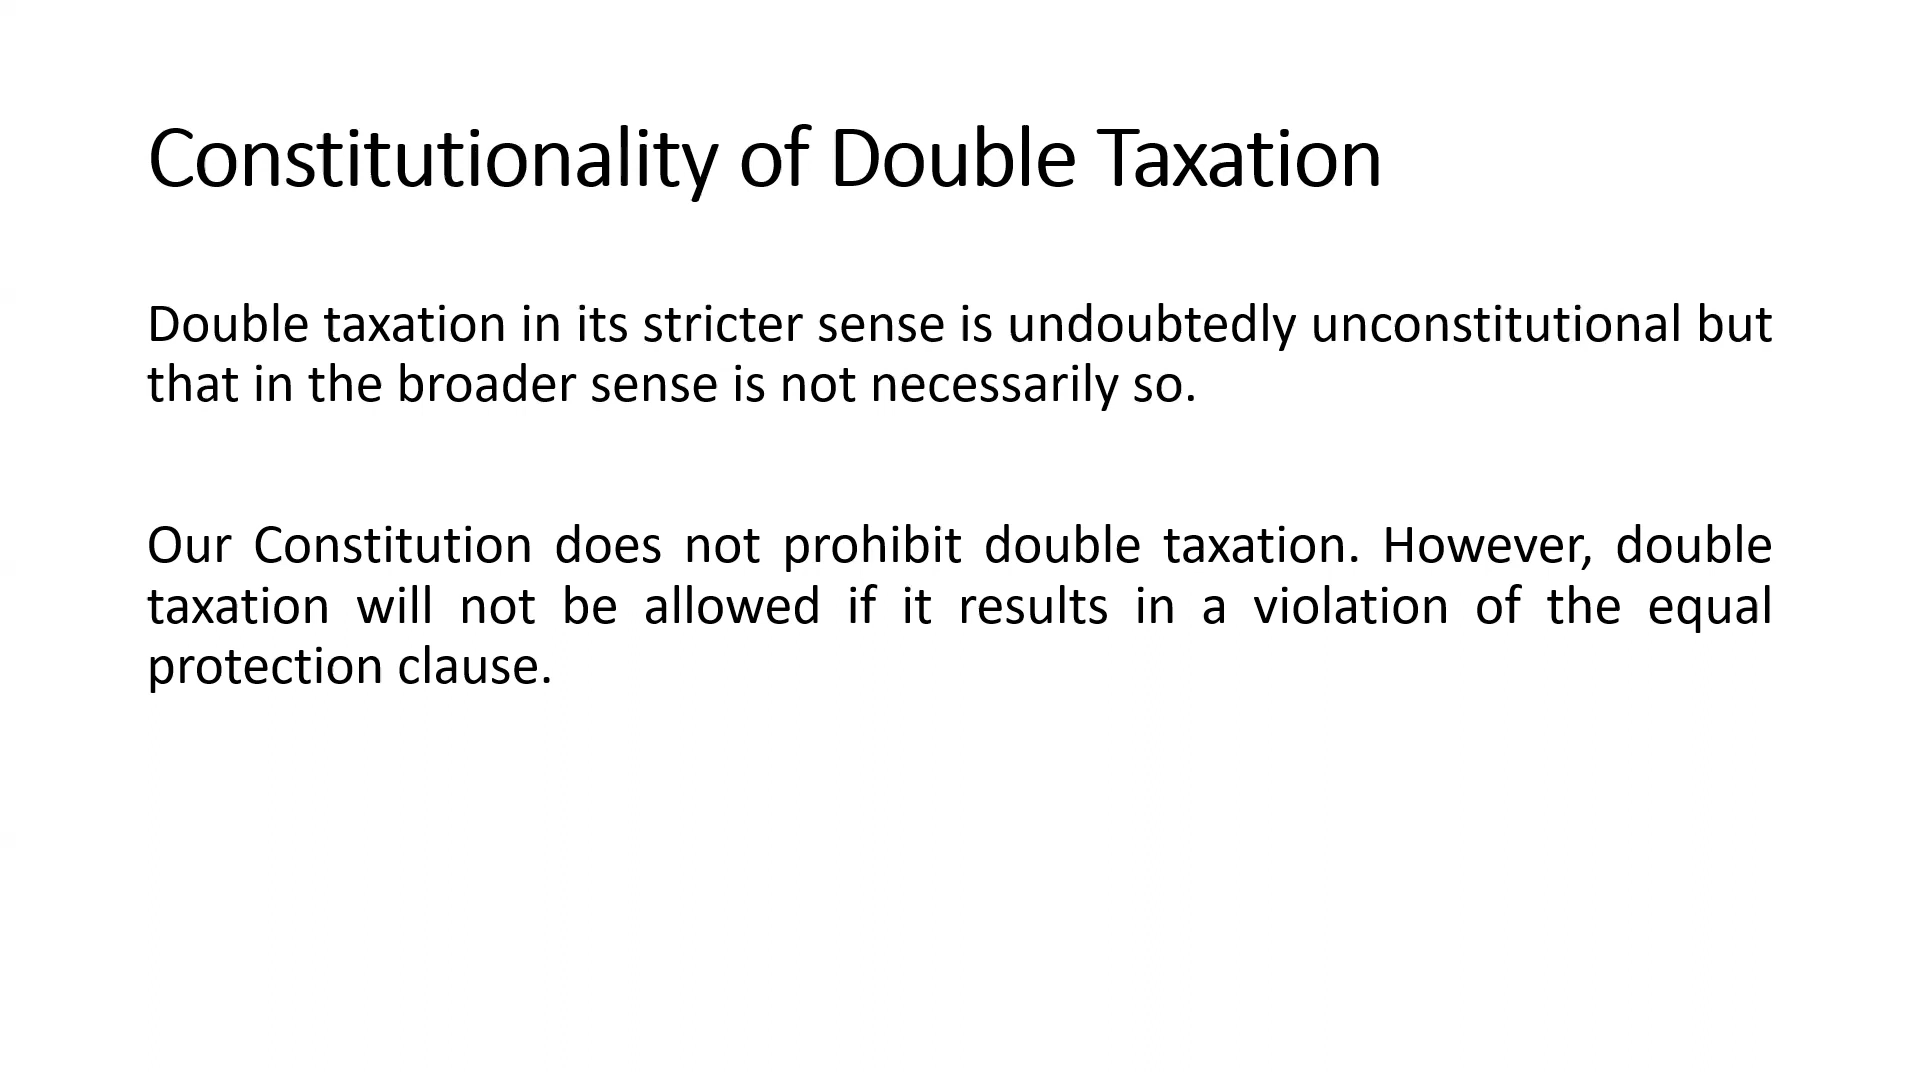 Constitutionality of Double Taxation
Double taxation in its stricter sense is undoubtedly unconstitutional but
that in the broader sense is not necessarily so.
Our Constitution does not prohibit double taxation. However, double
taxation will not be allowed if it results in a violation of the equal
protection clause.